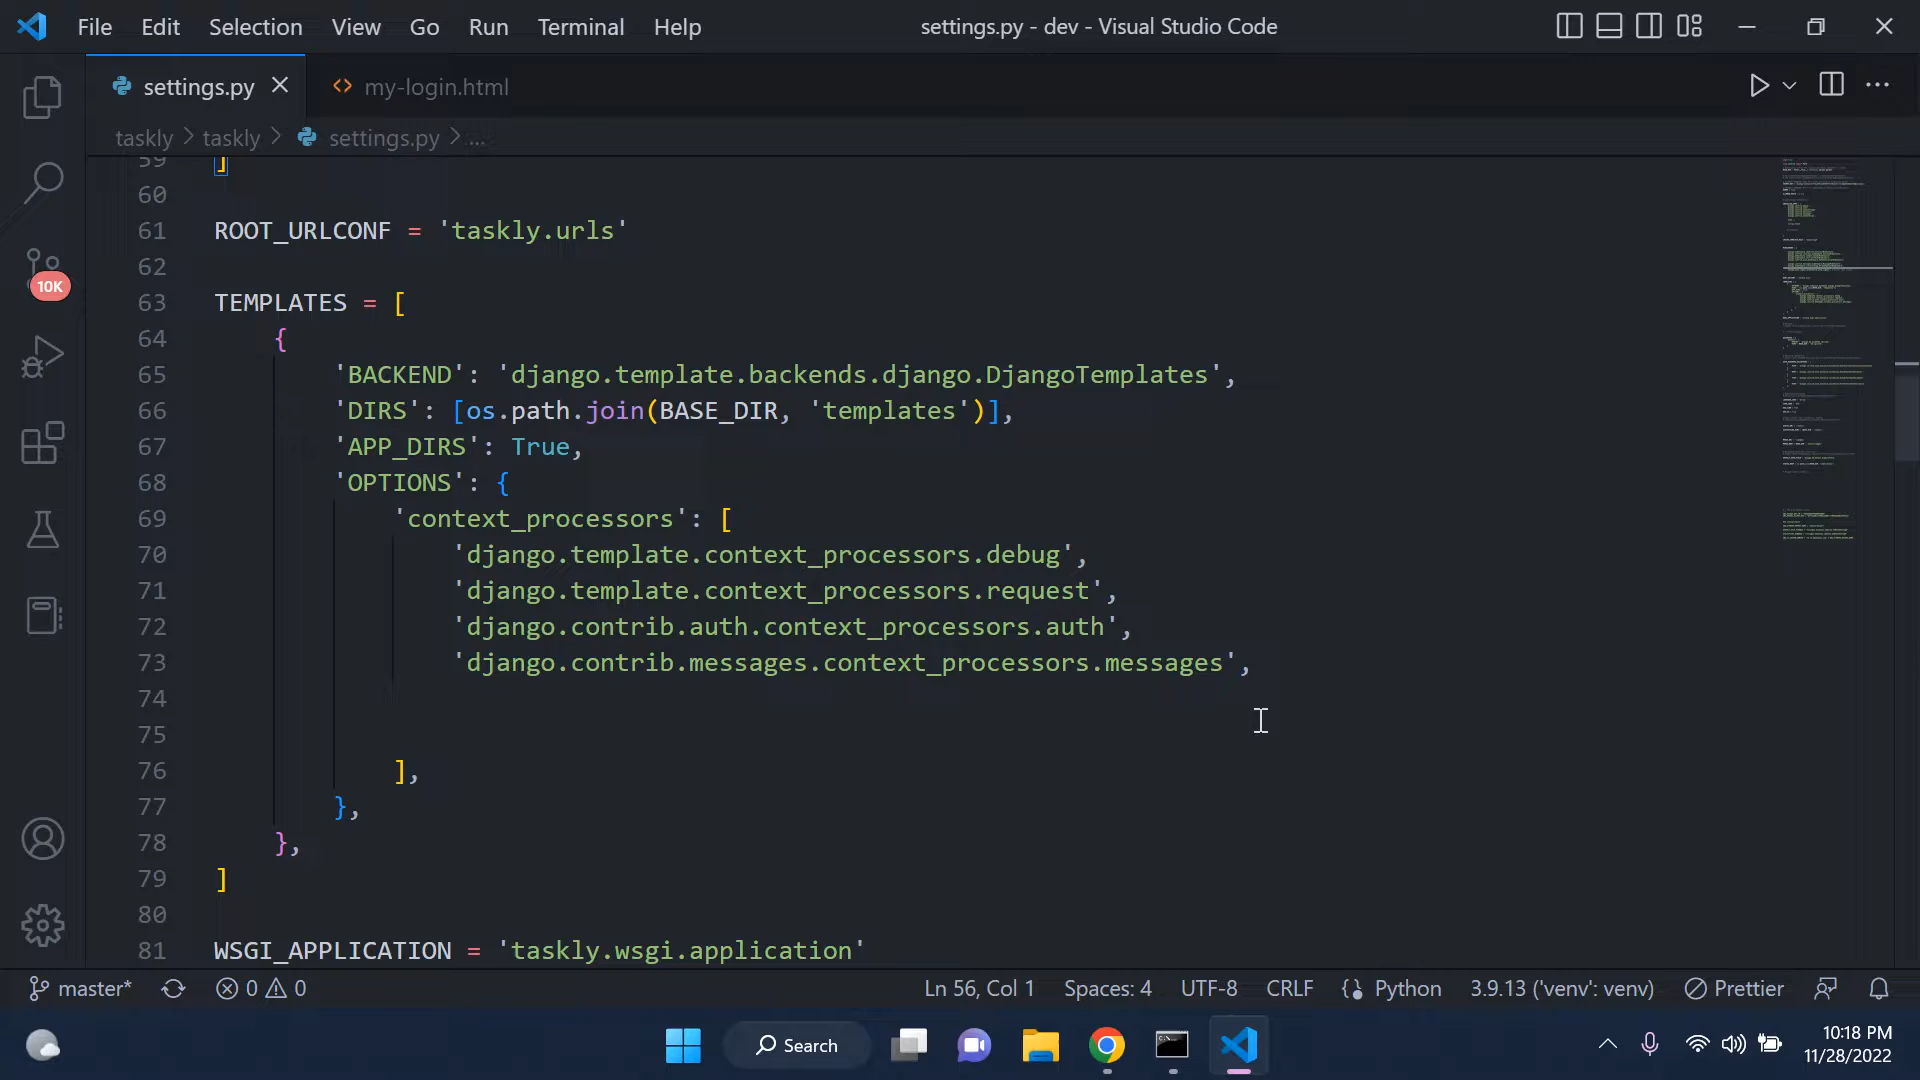 File Edit Selection View Go Run Terminal Help
settings.py - dev - Visual Studio Code
settings.py my-login.html
taskly > taskly > settings.py > ...
59 ]
60
61 ROOT_URLCONF = 'taskly.urls'
62
63 TEMPLATES = [
64 {
65 'BACKEND': 'django.template.backends.django.DjangoTemplates',
66 'DIRS': [os.path.join(BASE_DIR, 'templates')],
67 'APP_DIRS': True,
68 'OPTIONS': {
69 'context_processors': [
70 'django.template.context_processors.debug',
71 'django.template.context_processors.request',
72 'django.contrib.auth.context_processors.auth',
73 'django.contrib.messages.context_processors.messages',
74
75
76 ],
77 },
78 },
79 ]
80
81 WSGI_APPLICATION = 'taskly.wsgi.application'
10K
master* 0 0 Ln 56, Col 1 Spaces: 4 UTF-8 CRLF Python 3.9.13 ('venv': venv) Prettier
Search
10:18 PM
11/28/2022